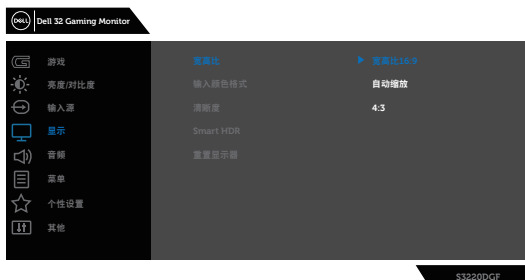 DELL
Dell 32 Gaming Monitor
游戏
亮度/对比度
输入源
显示
音频
菜单
个性设置
其他
宽高比
输入颜色格式
清晰度
Smart HDR
重置显示器
宽高比16:9
自动缩放
4:3
S3220DGF